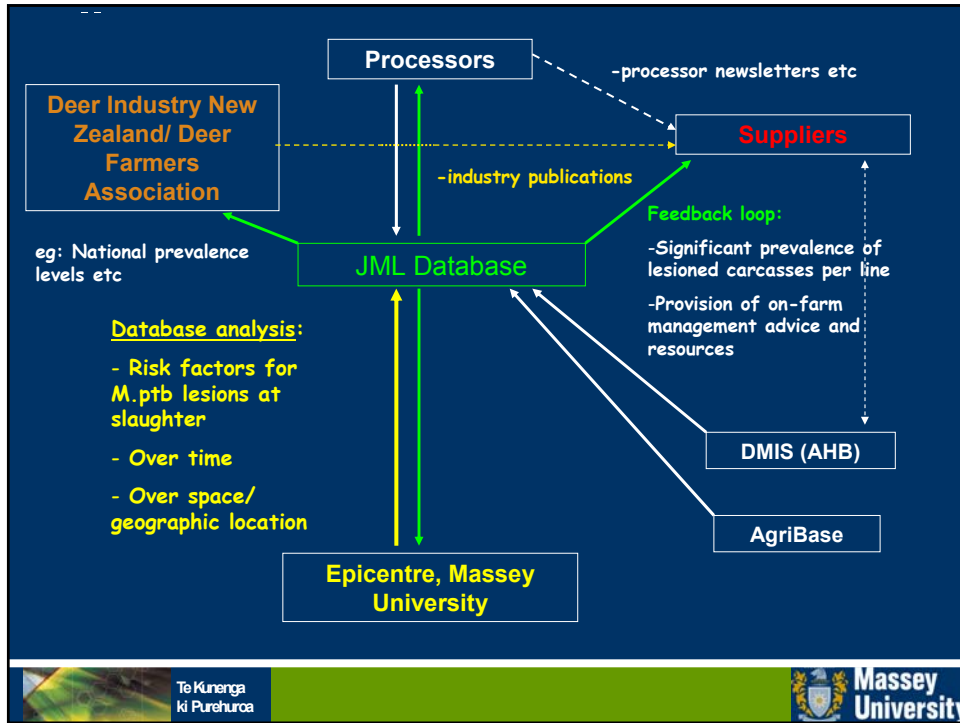 Processors
-processor newsletters etc
Deer Industry New
Zealand/ Deer
Farmers
Association
Suppliers
-industry publications
Feedback loop:
-Significant prevalence of
lesioned carcasses per line
-Provision of on-farm
management advice and
resources
eg: National prevalence
levels etc
JML Database
Database analysis:
- Risk factors for
M.ptb lesions at
slaughter
- Over time
- Over space/
geographic location
DMIS (AHB)
AgriBase
Epicentre, Massey
University
Te Kunenga
ki Purehuroa
Massey
University